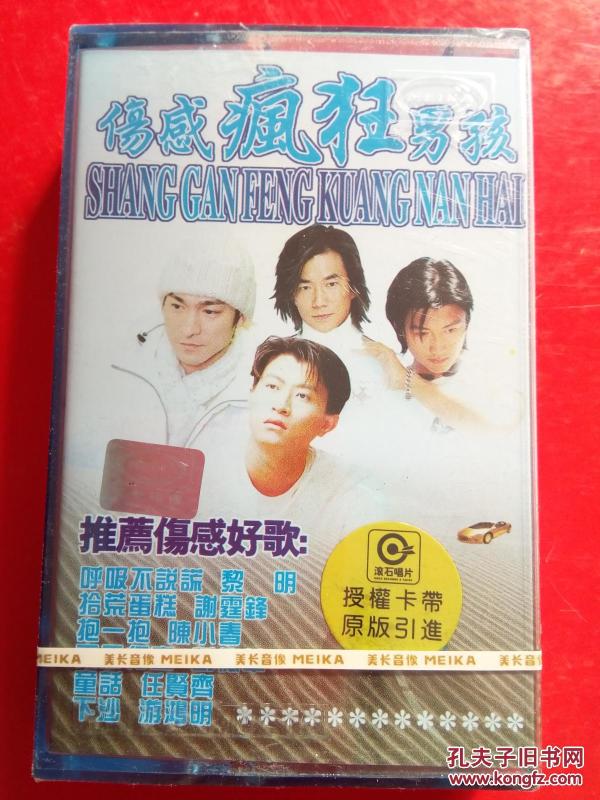 傷感瘋狂男孩
SHANG GAN FENG KUANG NAN HAI
推薦傷感好歌:
呼吸不說謊 黎 明
拾荒蛋糕 謝霆鋒
抱一抱 陳小春
童話 任賢齊
下沙 游鴻明
滾石唱片
授權卡帶
原版引進
MEIKA 美长音像 MEIKA 美长音像 MEIKA 美长音像 MEIKA
孔夫子旧书网
www.kongfz.com